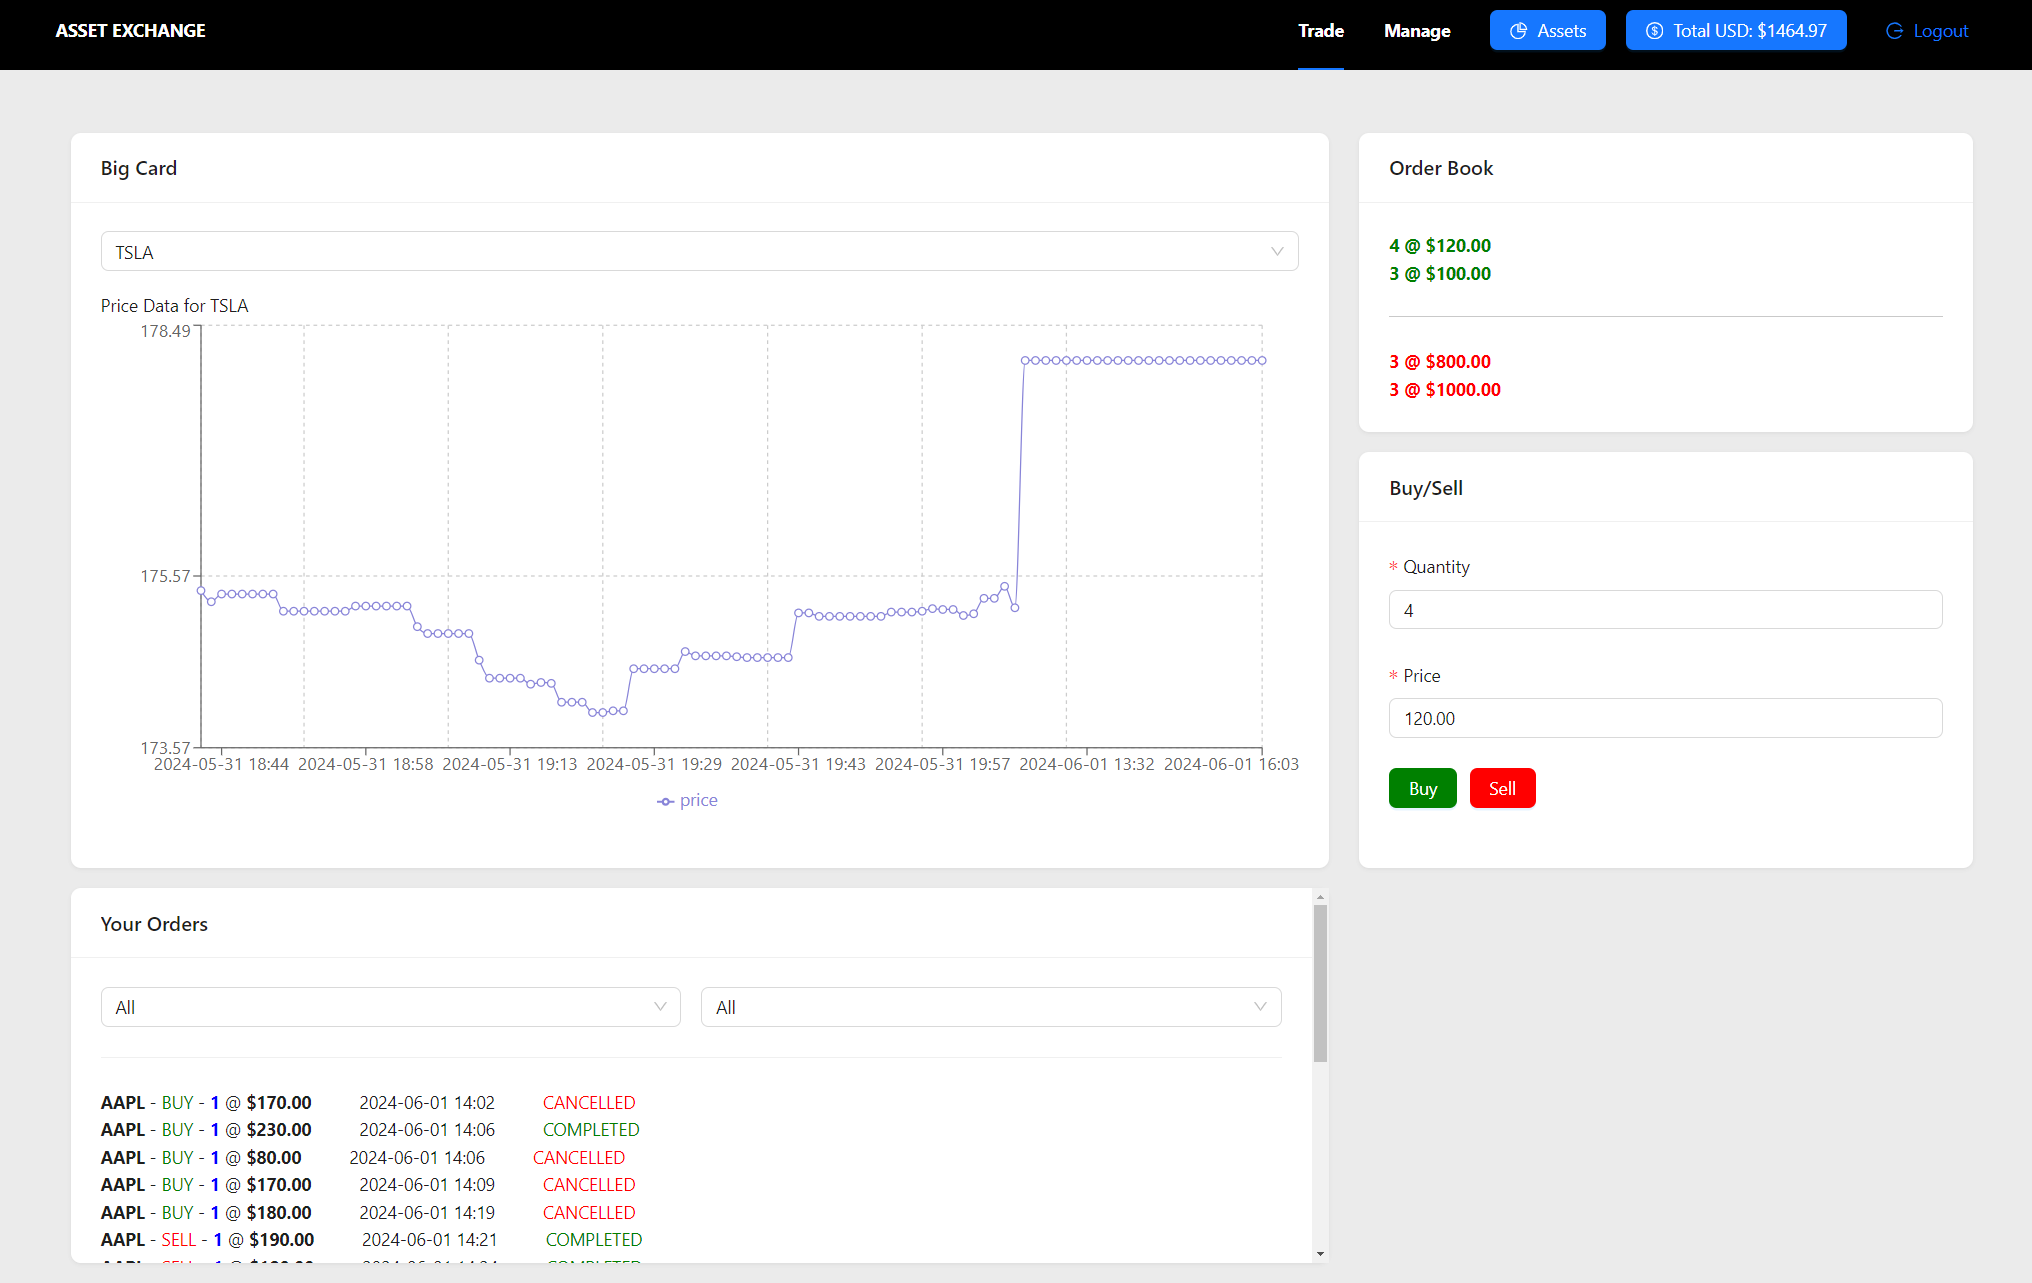 ASSET EXCHANGE
Trade Manage Assets Total USD: $1464.97 Logout
Big Card
TSLA
Price Data for TSLA
178.49
175.57
173.57
2024-05-31 18:44 2024-05-31 18:58 2024-05-31 19:13 2024-05-31 19:29 2024-05-31 19:43 2024-05-31 19:57 2024-06-01 13:32 2024-06-01 16:03
price
Order Book
4 @ $120.00
3 @ $100.00
3 @ $800.00
3 @ $1000.00
Buy/Sell
* Quantity
4
* Price
120.00
Buy Sell
Your Orders
All All
AAPL - BUY - 1 @ $170.00 2024-06-01 14:02 CANCELLED
AAPL - BUY - 1 @ $230.00 2024-06-01 14:06 COMPLETED
AAPL - BUY - 1 @ $80.00 2024-06-01 14:06 CANCELLED
AAPL - BUY - 1 @ $170.00 2024-06-01 14:09 CANCELLED
AAPL - BUY - 1 @ $180.00 2024-06-01 14:19 CANCELLED
AAPL - SELL - 1 @ $190.00 2024-06-01 14:21 COMPLETED